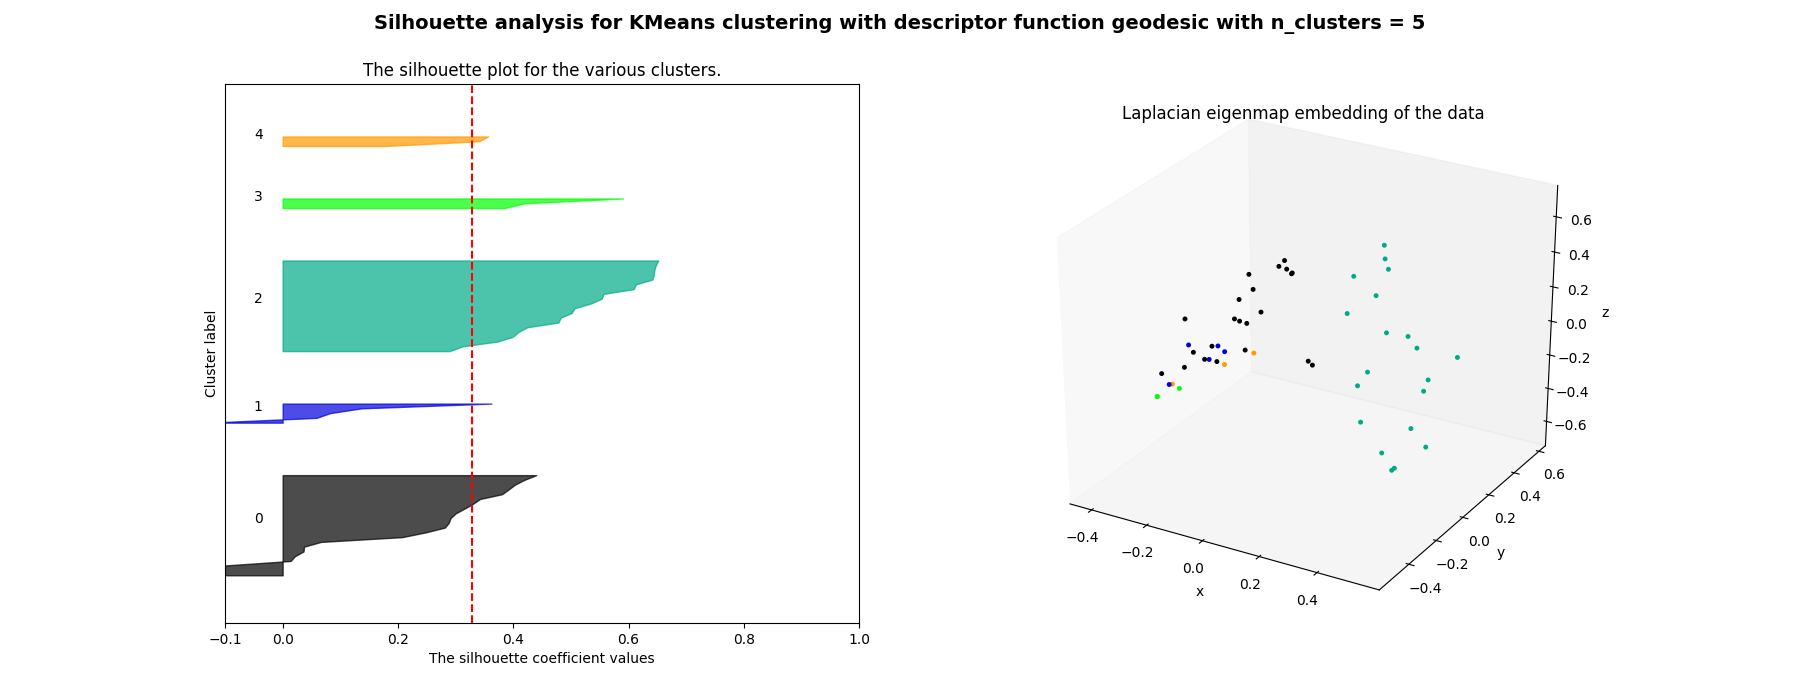 Silhouette analysis for KMeans clustering with descriptor function geodesic with n_clusters = 5
The silhouette plot for the various clusters.
4
3
2
1
0
Cluster label
−0.1 0.0 0.2 0.4 0.6 0.8 1.0
The silhouette coefficient values
Laplacian eigenmap embedding of the data
0.6
0.4
0.2
0.0
−0.2
−0.4
−0.6
z
0.6
0.4
0.2
0.0
−0.2
−0.4
y
−0.4
−0.2
0.0
0.2
0.4
x